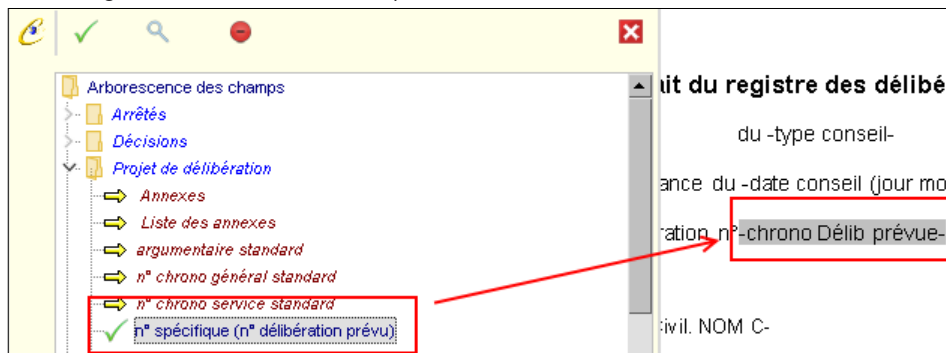 Arborescence des champs
Arrêtés
Décisions
Projet de délibération
Annexes
Liste des annexes
argumentaire standard
n° chrono général standard
n° chrono service standard
n° spécifique (n° délibération prévu)
ait du registre des délibé
du -type conseil-
ance du -date conseil (jour mo
ration n°-chrono Délib prévue-
ivil. NOM C-